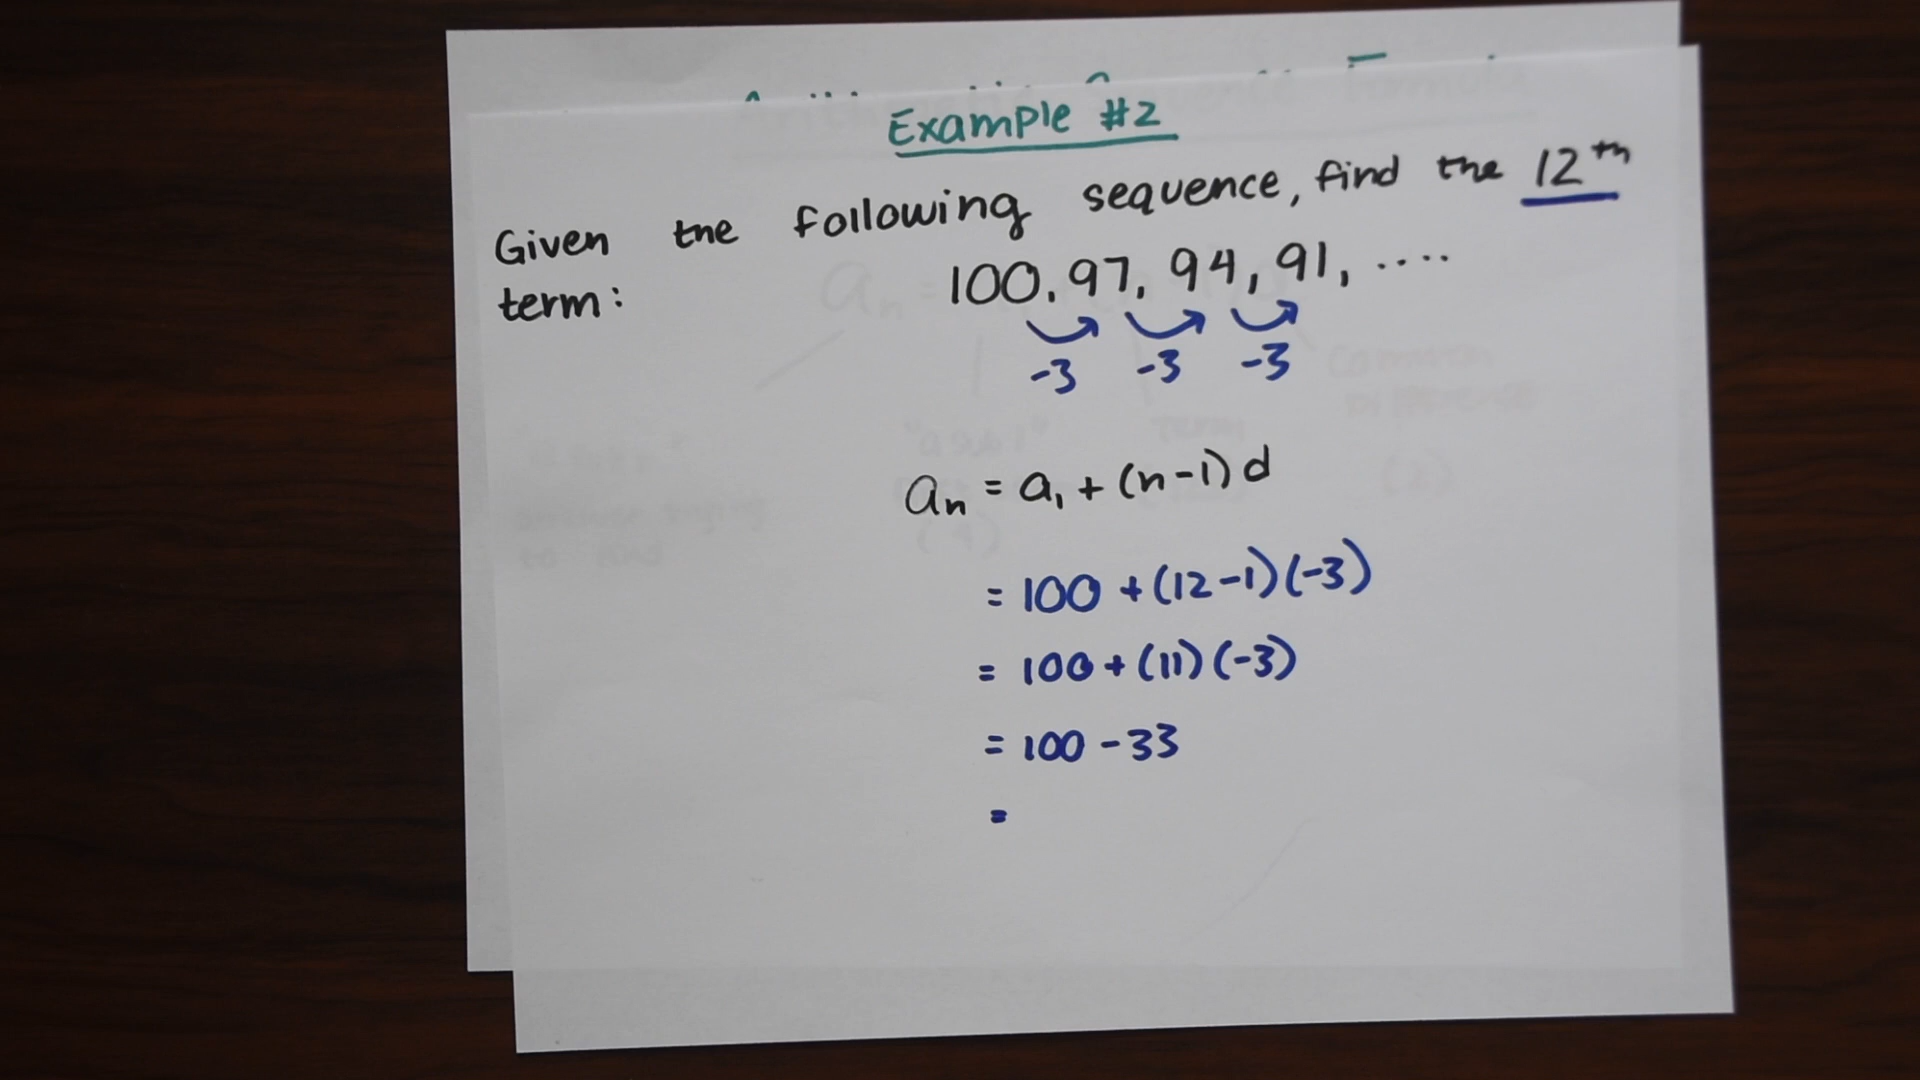 Example #2
Given the following sequence, find the 12th
term:
100, 97, 94, 91, ....
-3 -3 -3
an = a1 + (n-1) d
= 100 + (12-1)(-3)
= 100 + (11)(-3)
= 100 - 33
=